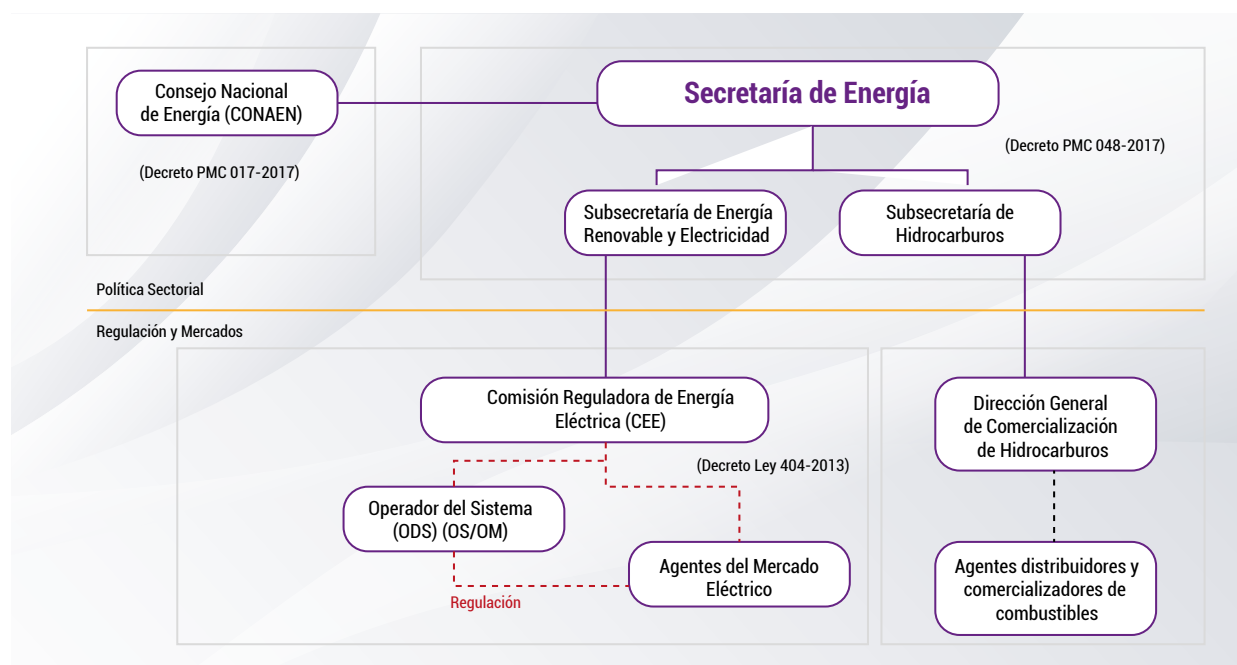 Consejo Nacional
de Energía (CONAEN)
(Decreto PMC 017-2017)
Secretaría de Energía
(Decreto PMC 048-2017)
Subsecretaría de Energía
Renovable y Electricidad
Subsecretaría de
Hidrocarburos
Política Sectorial
Regulación y Mercados
Comisión Reguladora de Energía
Eléctrica (CEE)
(Decreto Ley 404-2013)
Operador del Sistema
(ODS) (OS/OM)
Agentes del Mercado
Eléctrico
Regulación
Dirección General
de Comercialización
de Hidrocarburos
Agentes distribuidores y
comercializadores de
combustibles